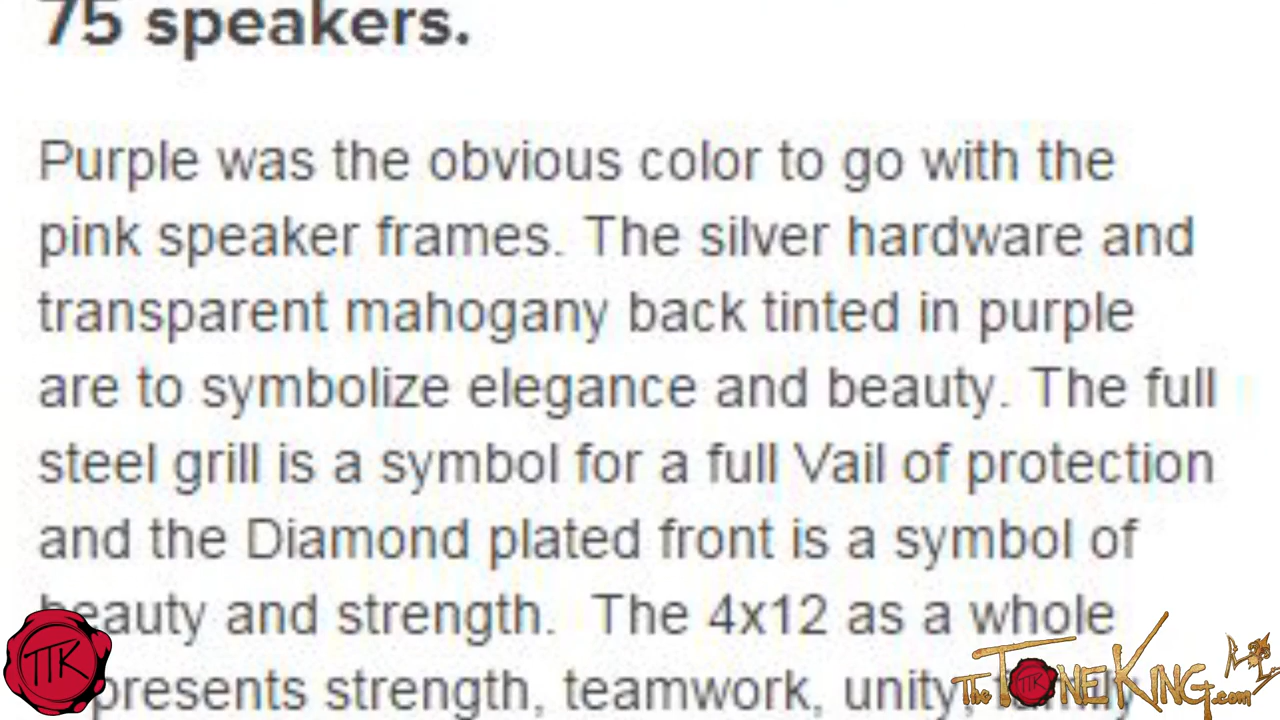 75 speakers.
Purple was the obvious color to go with the
pink speaker frames. The silver hardware and
transparent mahogany back tinted in purple
are to symbolize elegance and beauty. The full
steel grill is a symbol for a full Vail of protection
and the Diamond plated front is a symbol of
beauty and strength. The 4x12 as a whole
presents strength, teamwork, unity,
TTK
The ToneKing.com